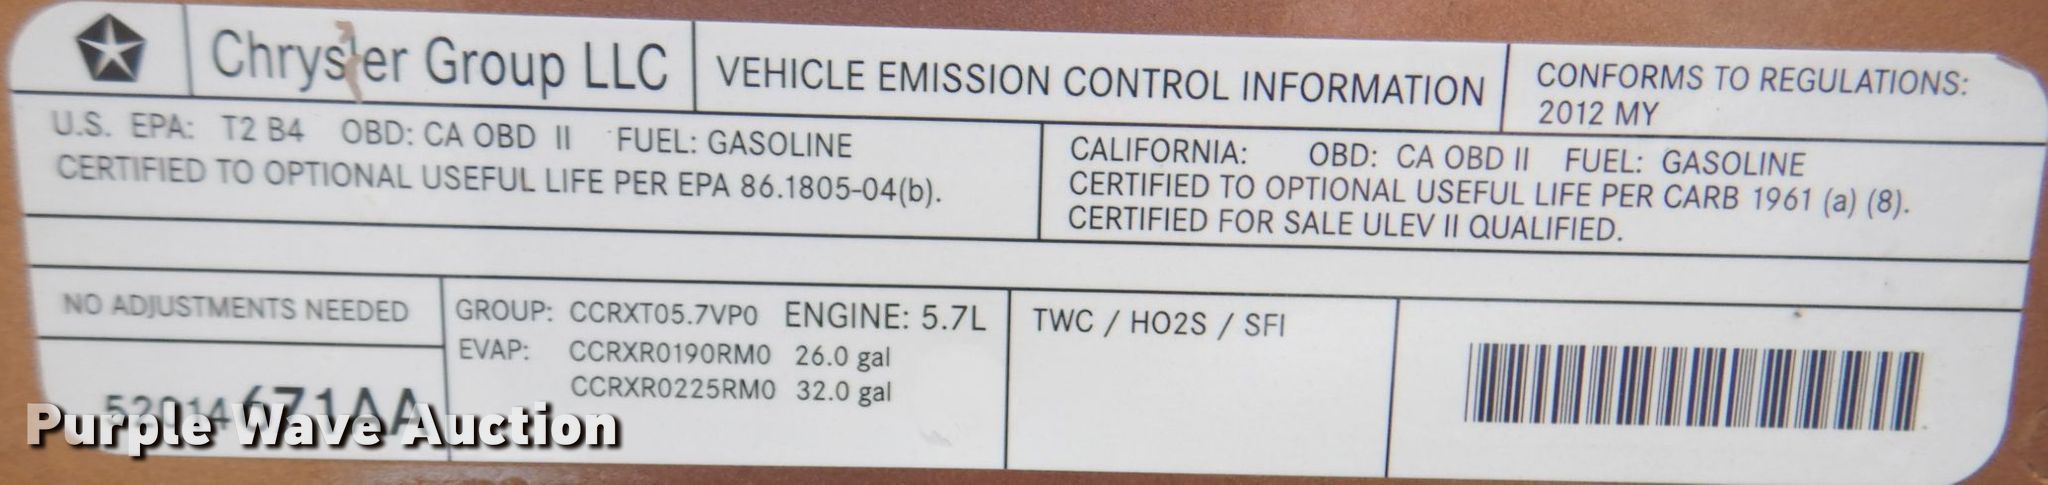 Chrysler Group LLC
VEHICLE EMISSION CONTROL INFORMATION
CONFORMS TO REGULATIONS:
2012 MY
U.S. EPA: T2 B4 OBD: CA OBD II FUEL: GASOLINE
CERTIFIED TO OPTIONAL USEFUL LIFE PER EPA 86.1805-04(b).
CALIFORNIA: OBD: CA OBD II FUEL: GASOLINE
CERTIFIED TO OPTIONAL USEFUL LIFE PER CARB 1961 (a) (8).
CERTIFIED FOR SALE ULEV II QUALIFIED.
NO ADJUSTMENTS NEEDED
52014671AA
GROUP: CCRXT05.7VP0 ENGINE: 5.7L
EVAP: CCRXR0190RM0 26.0 gal
CCRXR0225RM0 32.0 gal
TWC / HO2S / SFI
Purple Wave Auction